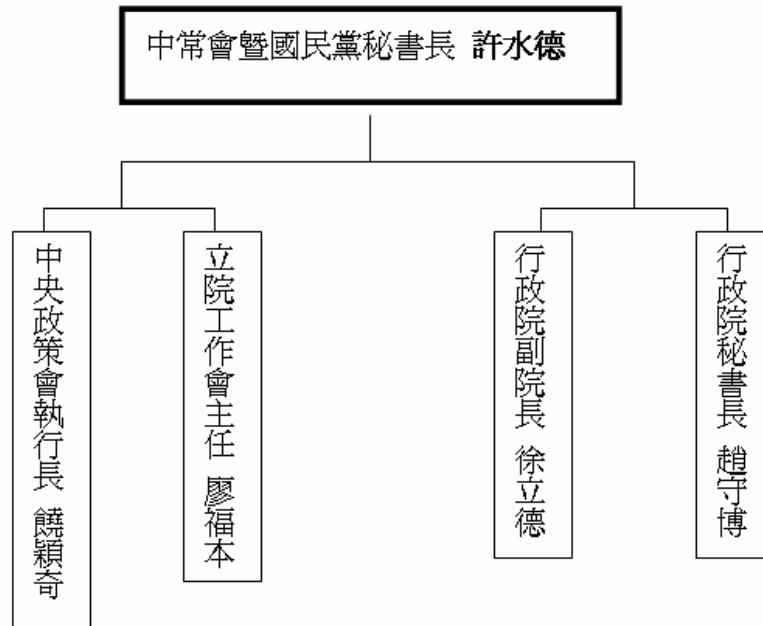 中常會暨國民黨秘書長 許水德
中央政策會執行長 饒穎奇
立院工作會主任 廖福本
行政院副院長 徐立德
行政院秘書長 趙守博